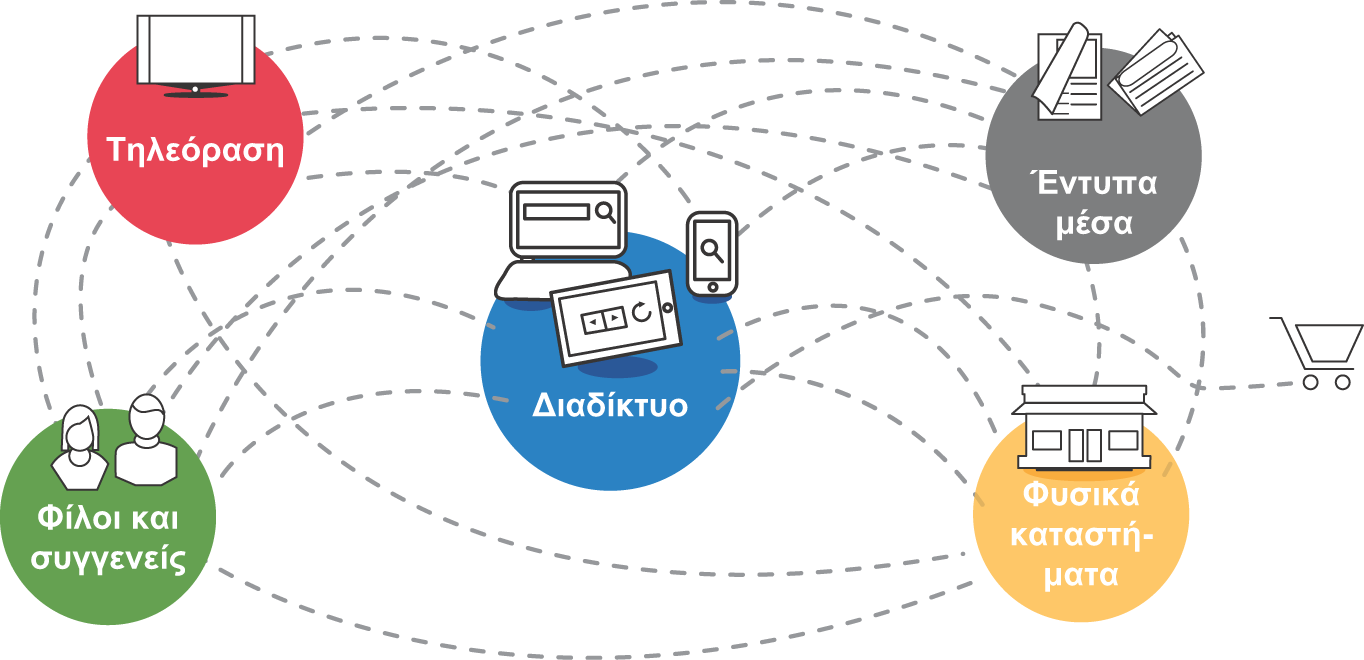 Τηλεόραση
Έντυπα
μέσα
Διαδίκτυο
Φίλοι και
συγγενείς
Φυσικά
καταστή-
ματα